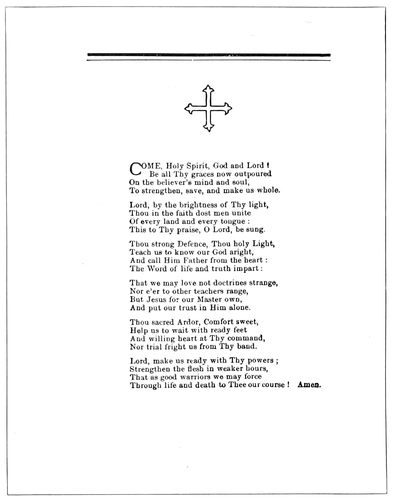 COME, Holy Spirit, God and Lord !
Be all Thy graces now outpoured
On the believer's mind and soul,
To strengthen, save, and make us whole.
Lord, by the brightness of Thy light,
Thou in the faith dost men unite
Of every land and every tongue :
This to Thy praise, O Lord, be sung.
Thou strong Defence, Thou holy Light,
Teach us to know our God aright,
And call Him Father from the heart :
The Word of life and truth impart :
That we may love not doctrines strange,
Nor e'er to other teachers range,
But Jesus for our Master own,
And put our trust in Him alone.
Thou sacred Ardor, Comfort sweet,
Help us to wait with ready feet
And willing heart at Thy command,
Nor trial fright us from Thy band.
Lord, make us ready with Thy powers ;
Strengthen the flesh in weaker hours,
That as good warriors we may force
Through life and death to Thee our course ! Amen.